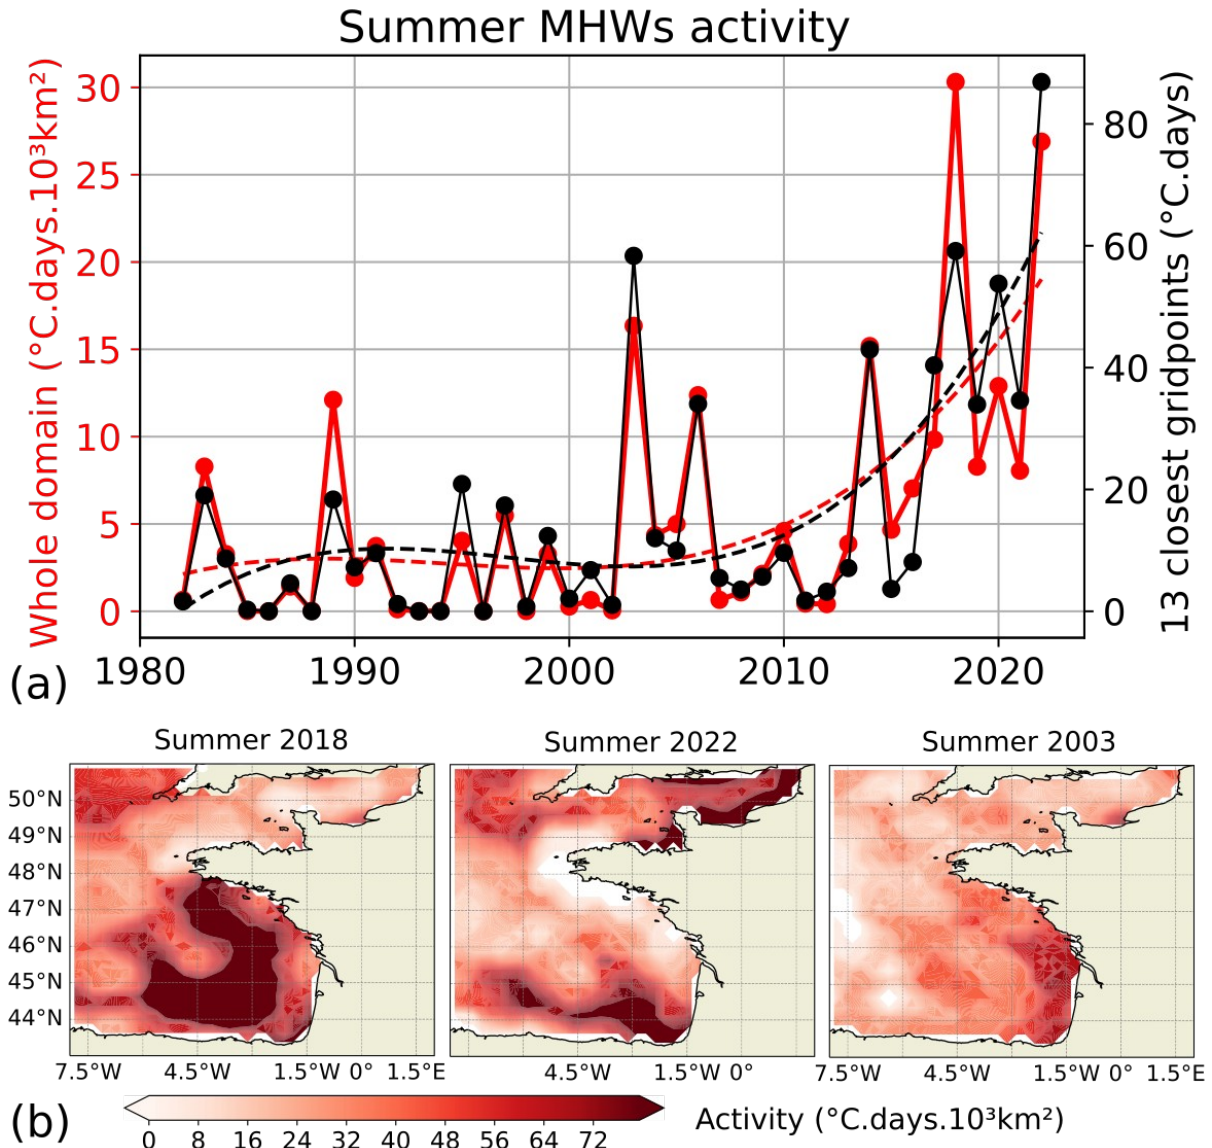 Summer MHWs activity
Whole domain (°C.days.10³km²)
30
25
20
15
10
5
0
80
60
40
20
0
13 closest gridpoints (°C.days)
1980 1990 2000 2010 2020
(a)
Summer 2018 Summer 2022 Summer 2003
50°N
49°N
48°N
47°N
46°N
45°N
44°N
7.5°W 4.5°W 1.5°W 0° 1.5°E 4.5°W 1.5°W 0° 7.5°W 4.5°W 1.5°W 0° 1.5°E
(b)
0 8 16 24 32 40 48 56 64 72
Activity (°C.days.10³km²)